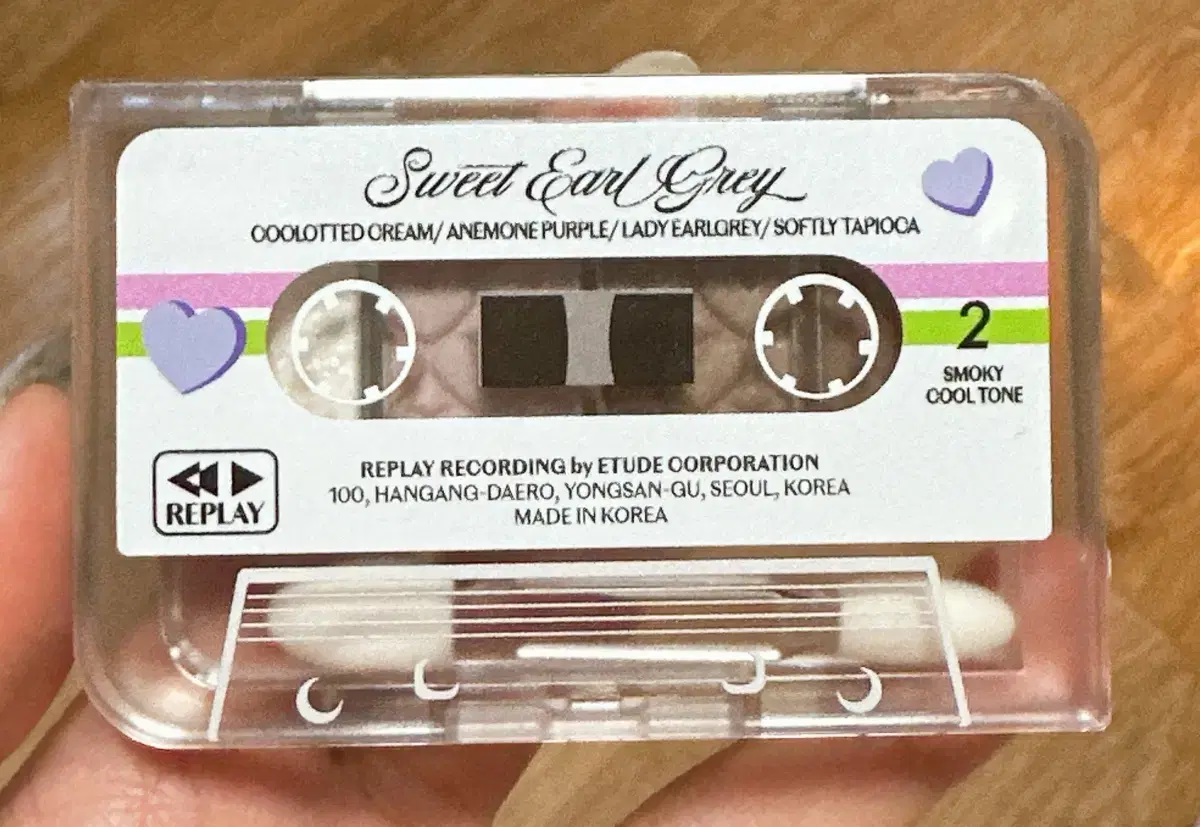 Sweet Earl Grey
COOLOTTED CREAM/ ANEMONE PURPLE/ LADY EARLGREY/ SOFTLY TAPIOCA
2
SMOKY
COOL TONE
REPLAY
REPLAY RECORDING by ETUDE CORPORATION
100, HANGANG-DAERO, YONGSAN-GU, SEOUL, KOREA
MADE IN KOREA